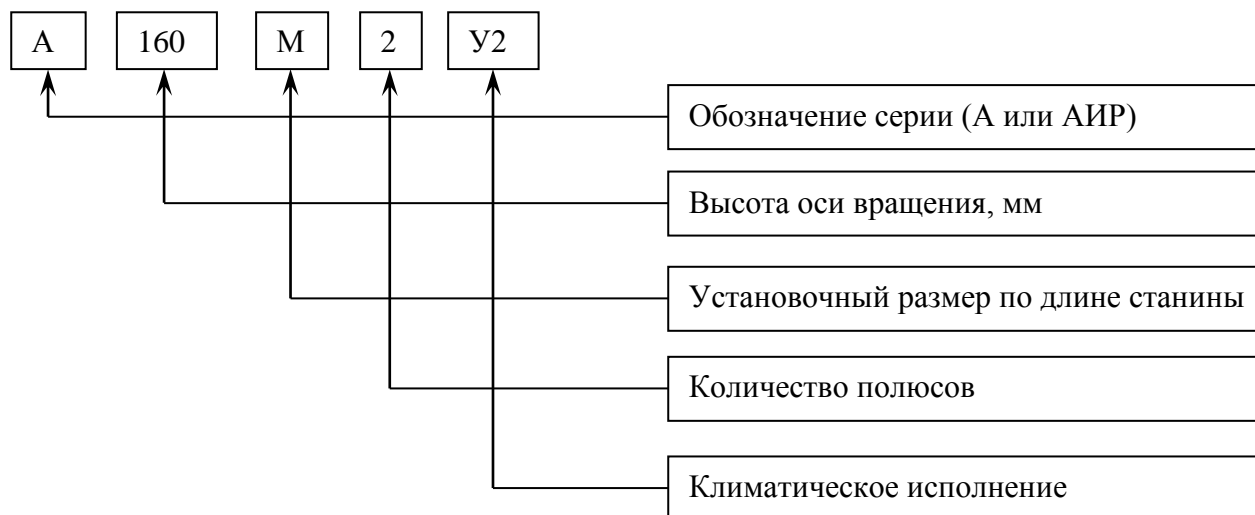 А 160 М 2 У2
Обозначение серии (А или АИР)
Высота оси вращения, мм
Установочный размер по длине станины
Количество полюсов
Климатическое исполнение